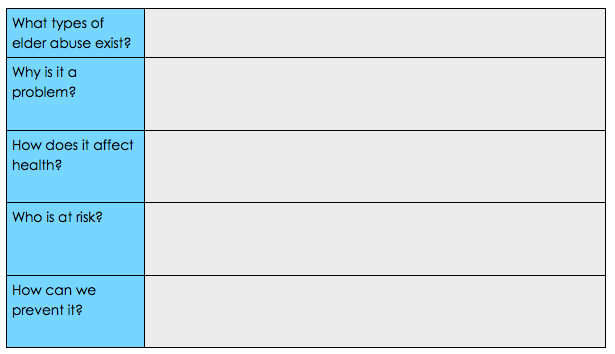 What types of
elder abuse exist?
Why is it a
problem?
How does it affect
health?
Who is at risk?
How can we
prevent it?